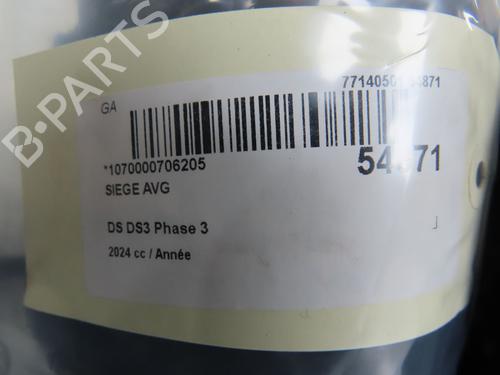 B-PARTS
GA
*1070000706205
SIEGE AVG
DS DS3 Phase 3
2024 cc / Année